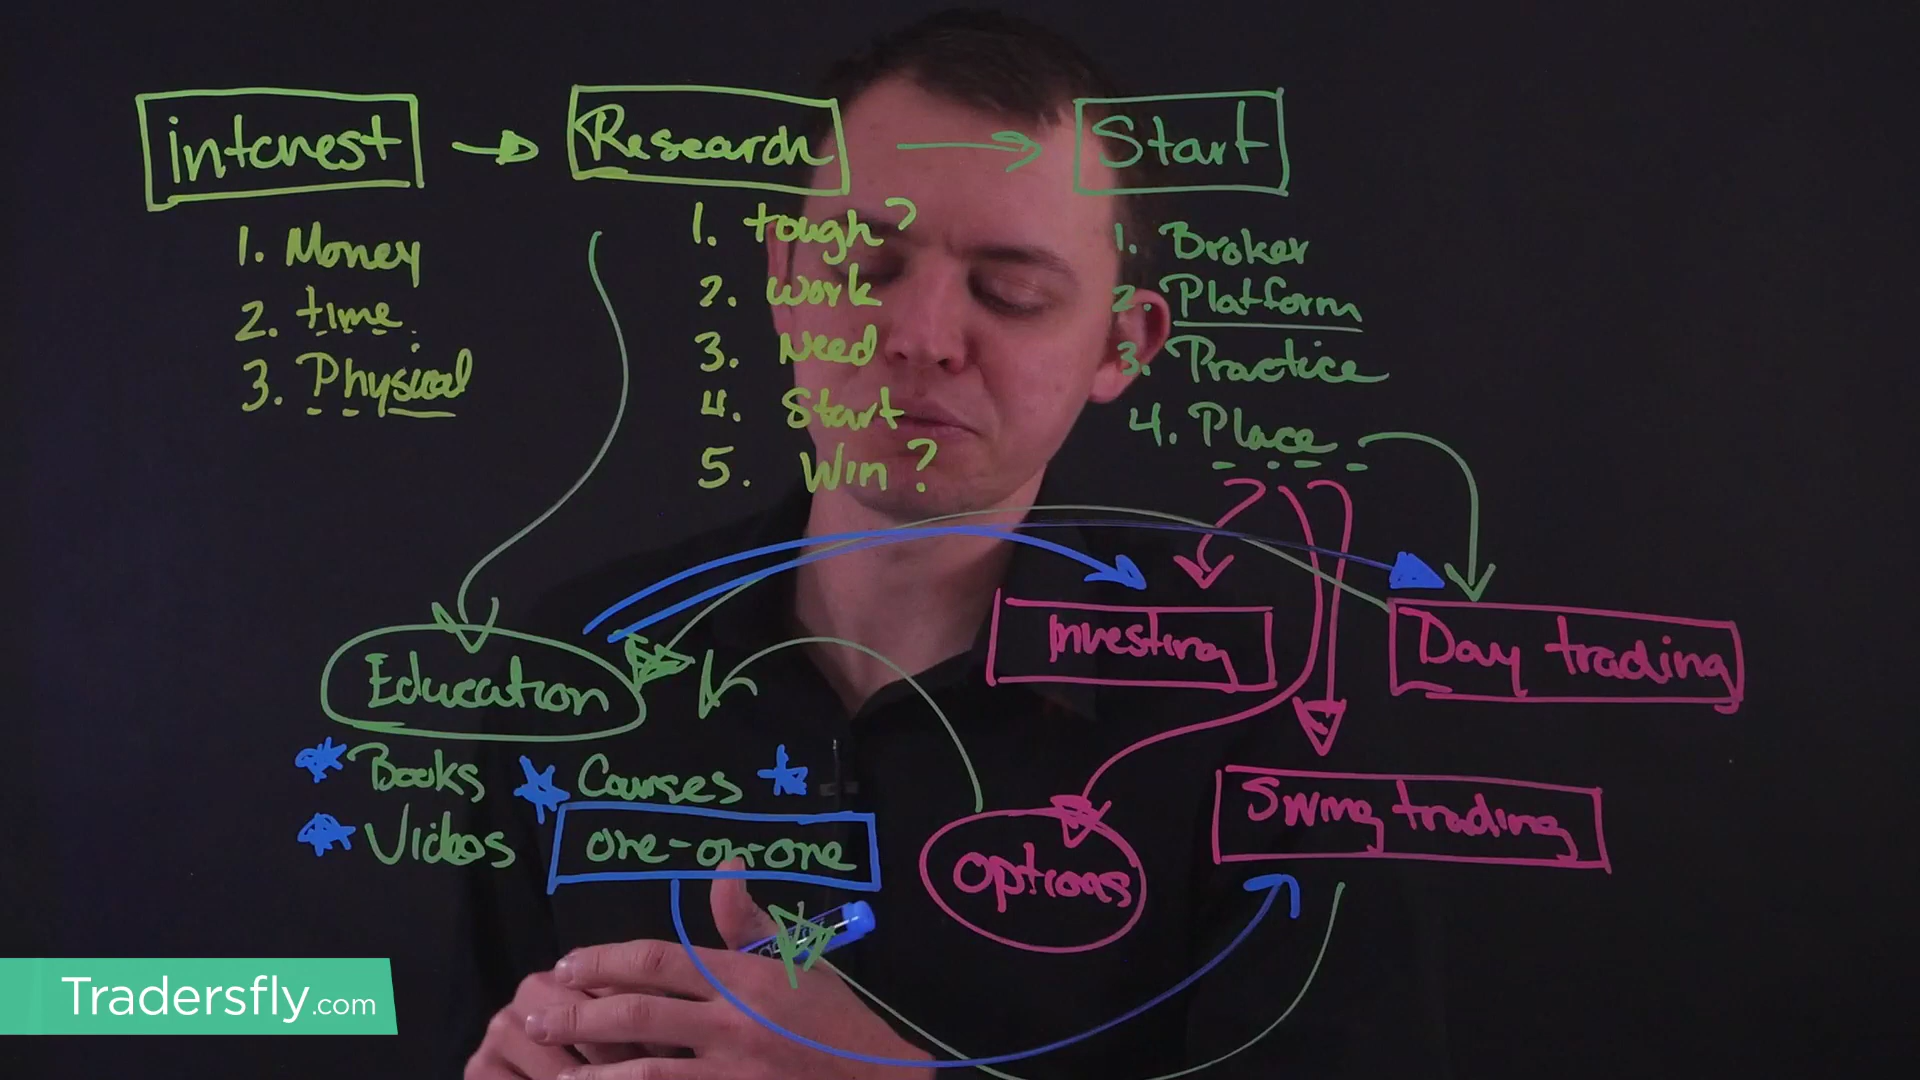 Interest
Research
Start
1. Money
2. time
3. Physical
1. tough?
2. Work
3. Need
4. Start
5. Win?
1. Broker
2. Platform
3. Practice
4. Place
Education
Books
Courses
Videos
one-on-one
Investing
Day trading
Options
Swing trading
Tradersfly.com